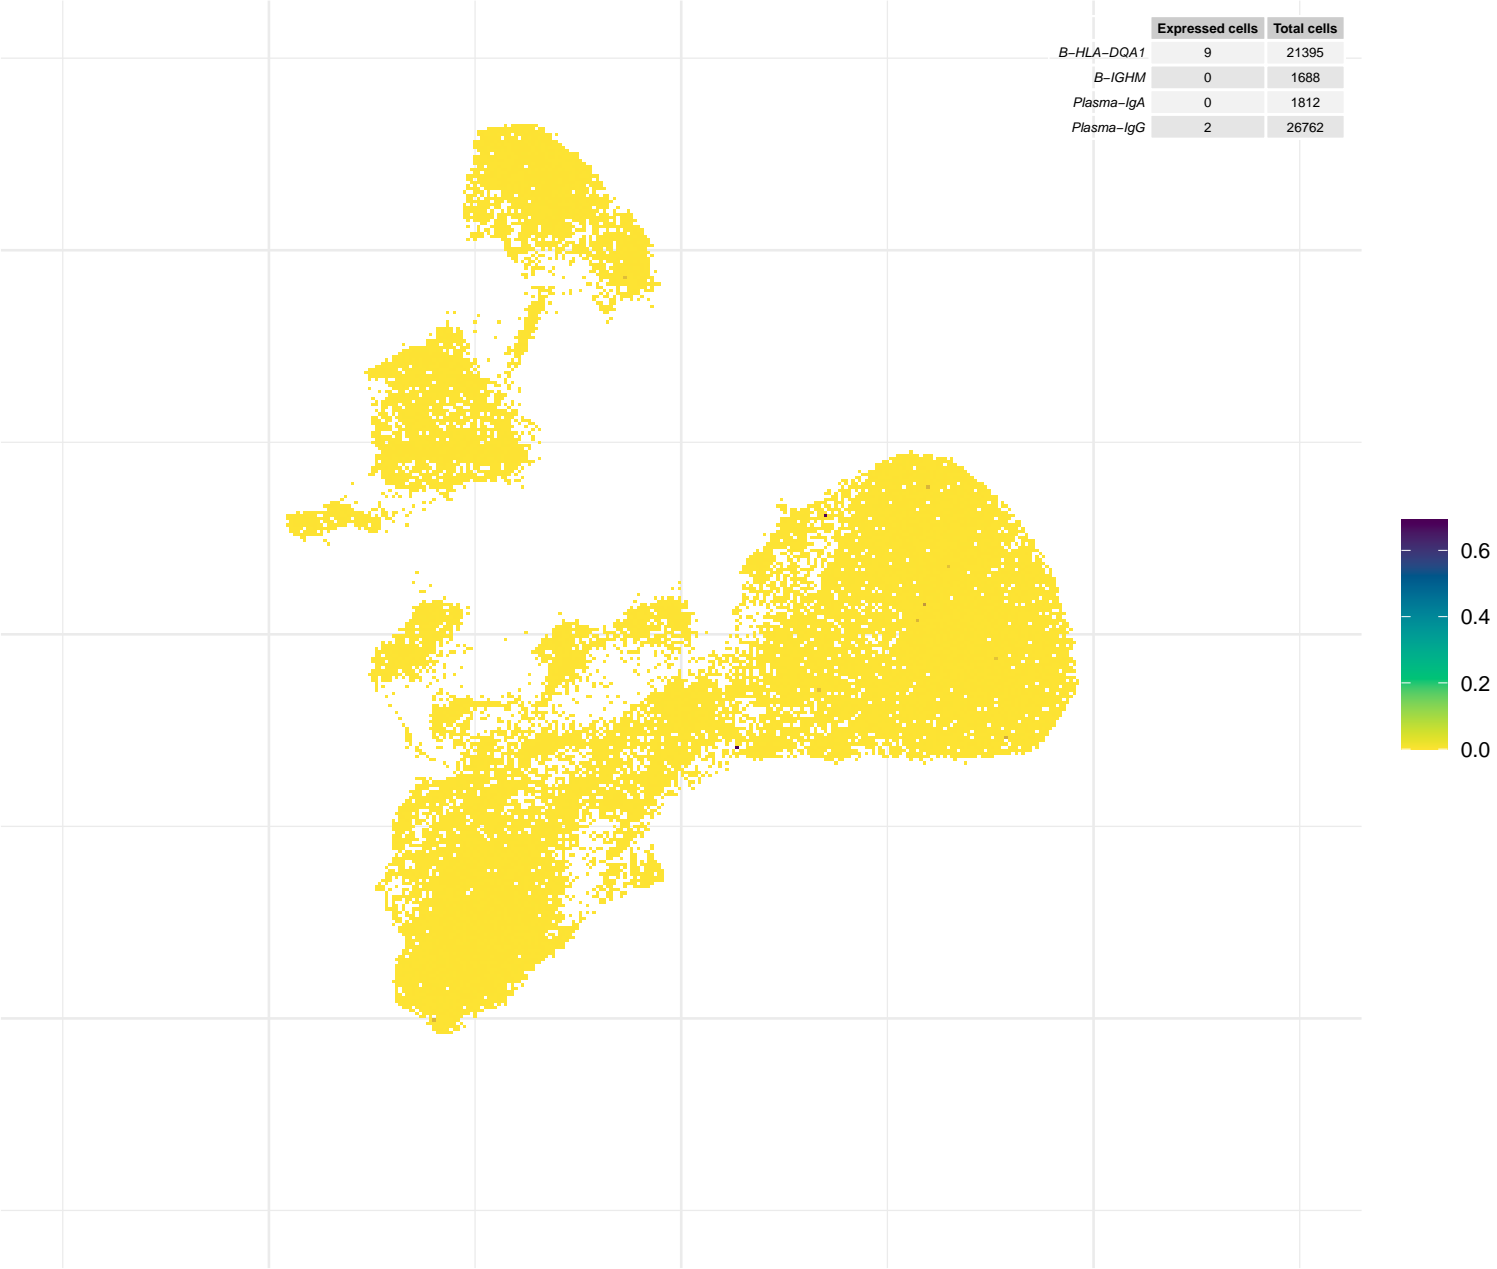 Expressed cells Total cells
B−HLA−DQA1 9 21395
B−IGHM 0 1688
Plasma−IgA 0 1812
Plasma−IgG 2 26762
0.6
0.4
0.2
0.0